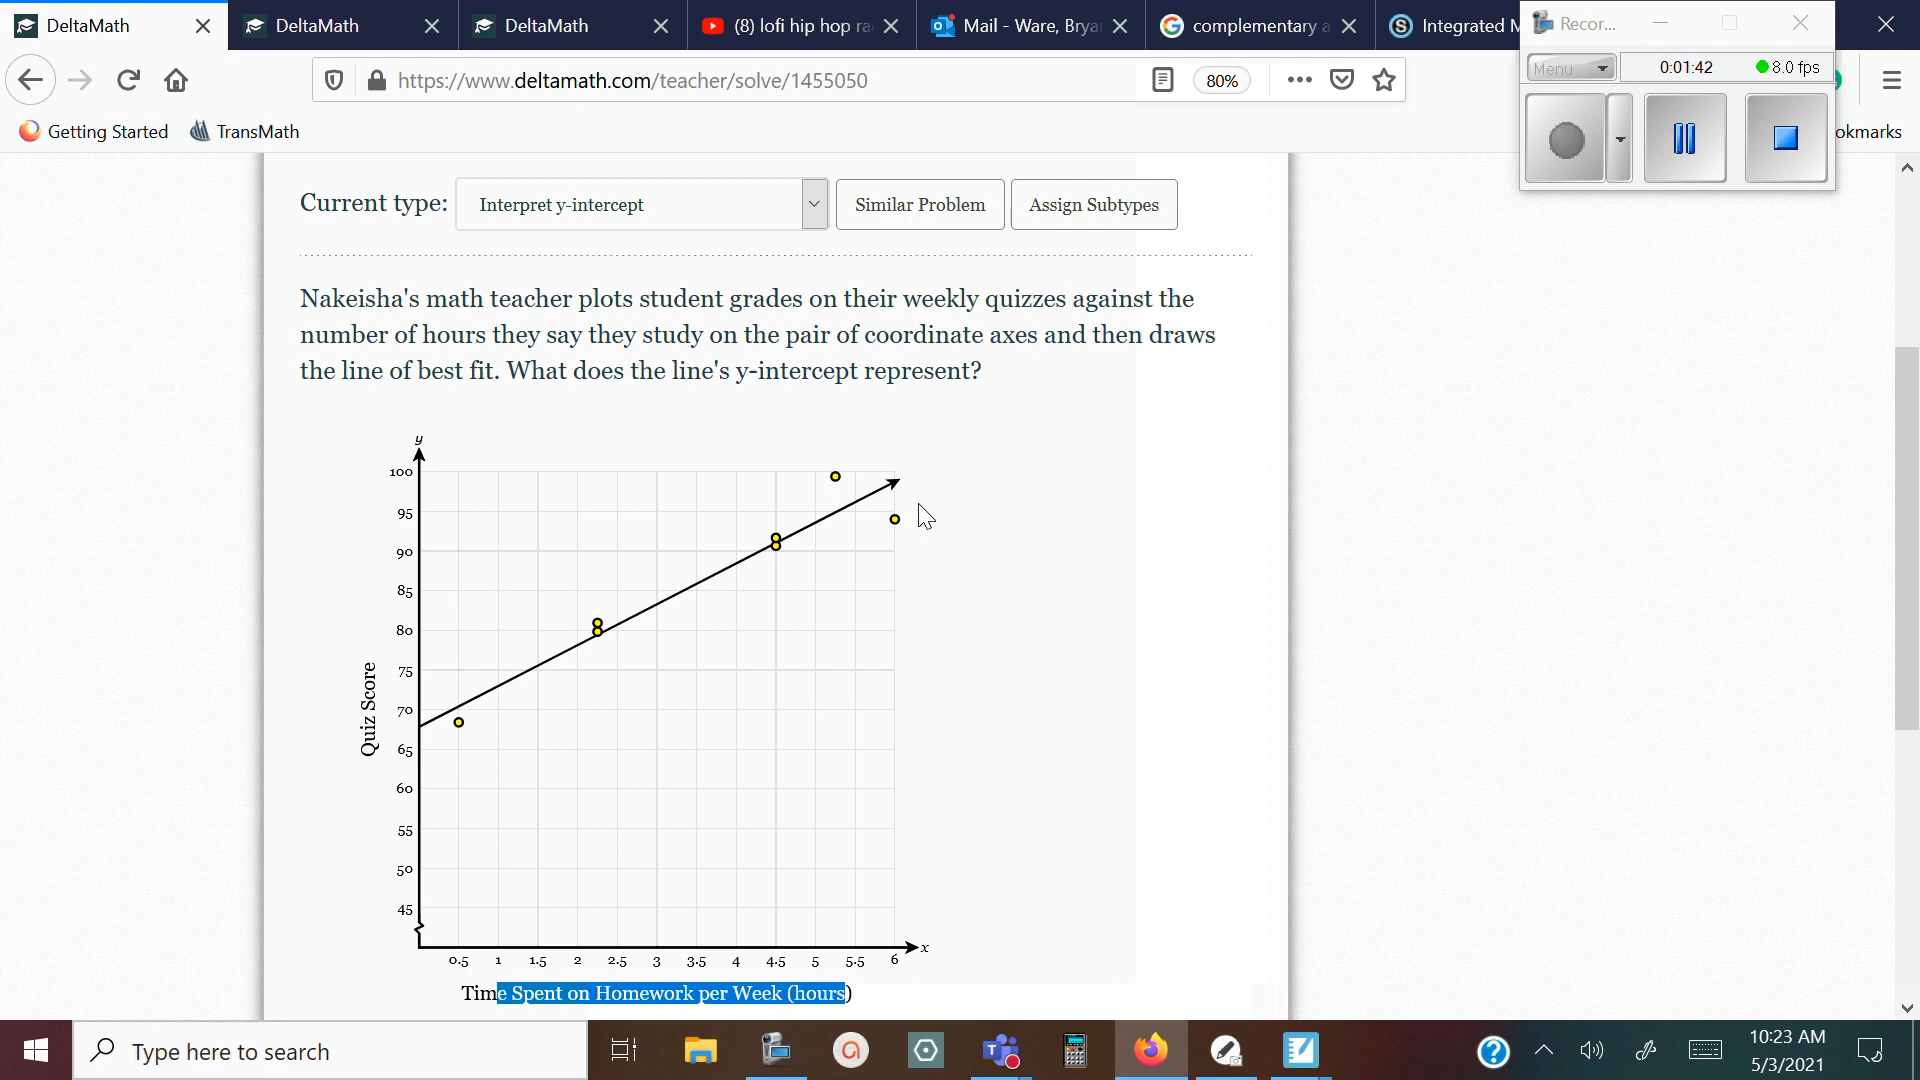 DeltaMath
DeltaMath
DeltaMath
(8) lofi hip hop ra
Mail - Ware, Brya
complementary a
Integrated M
Recor...
Menu
0:01:42
8.0 fps
https://www.deltamath.com/teacher/solve/1455050
80%
Getting Started
TransMath
okmarks
Current type:
Interpret y-intercept
Similar Problem
Assign Subtypes
Nakeisha's math teacher plots student grades on their weekly quizzes against the
number of hours they say they study on the pair of coordinate axes and then draws
the line of best fit. What does the line's y-intercept represent?
y
100
95
90
85
80
75
70
65
60
55
50
45
Quiz Score
x
0.5 1 1.5 2 2.5 3 3.5 4 4.5 5 5.5 6
Time Spent on Homework per Week (hours)
Type here to search
10:23 AM
5/3/2021